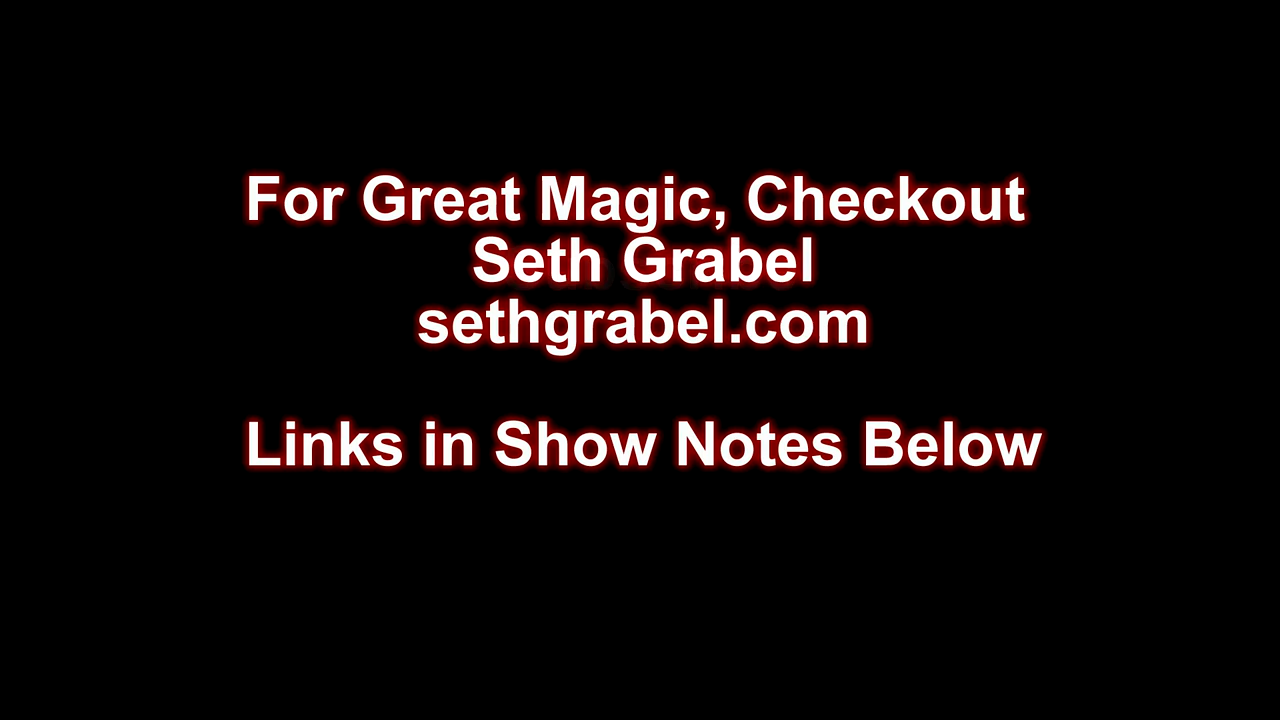 For Great Magic, Checkout
Seth Grabel
sethgrabel.com
Links in Show Notes Below